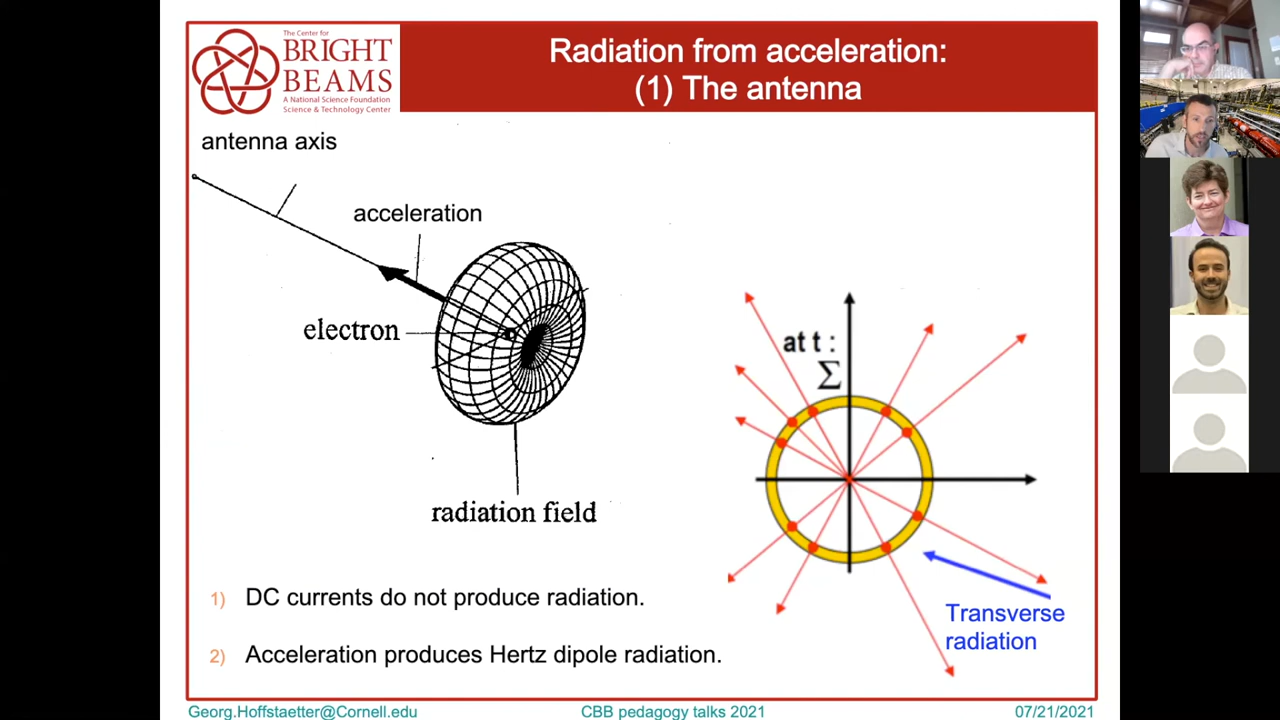 The Center for
BRIGHT
BEAMS
A National Science Foundation
Science & Technology Center
Radiation from acceleration:
(1) The antenna
antenna axis
acceleration
electron
radiation field
at t :
Σ
Transverse
radiation
1) DC currents do not produce radiation.
2) Acceleration produces Hertz dipole radiation.
Georg.Hoffstaetter@Cornell.edu
CBB pedagogy talks 2021
07/21/2021